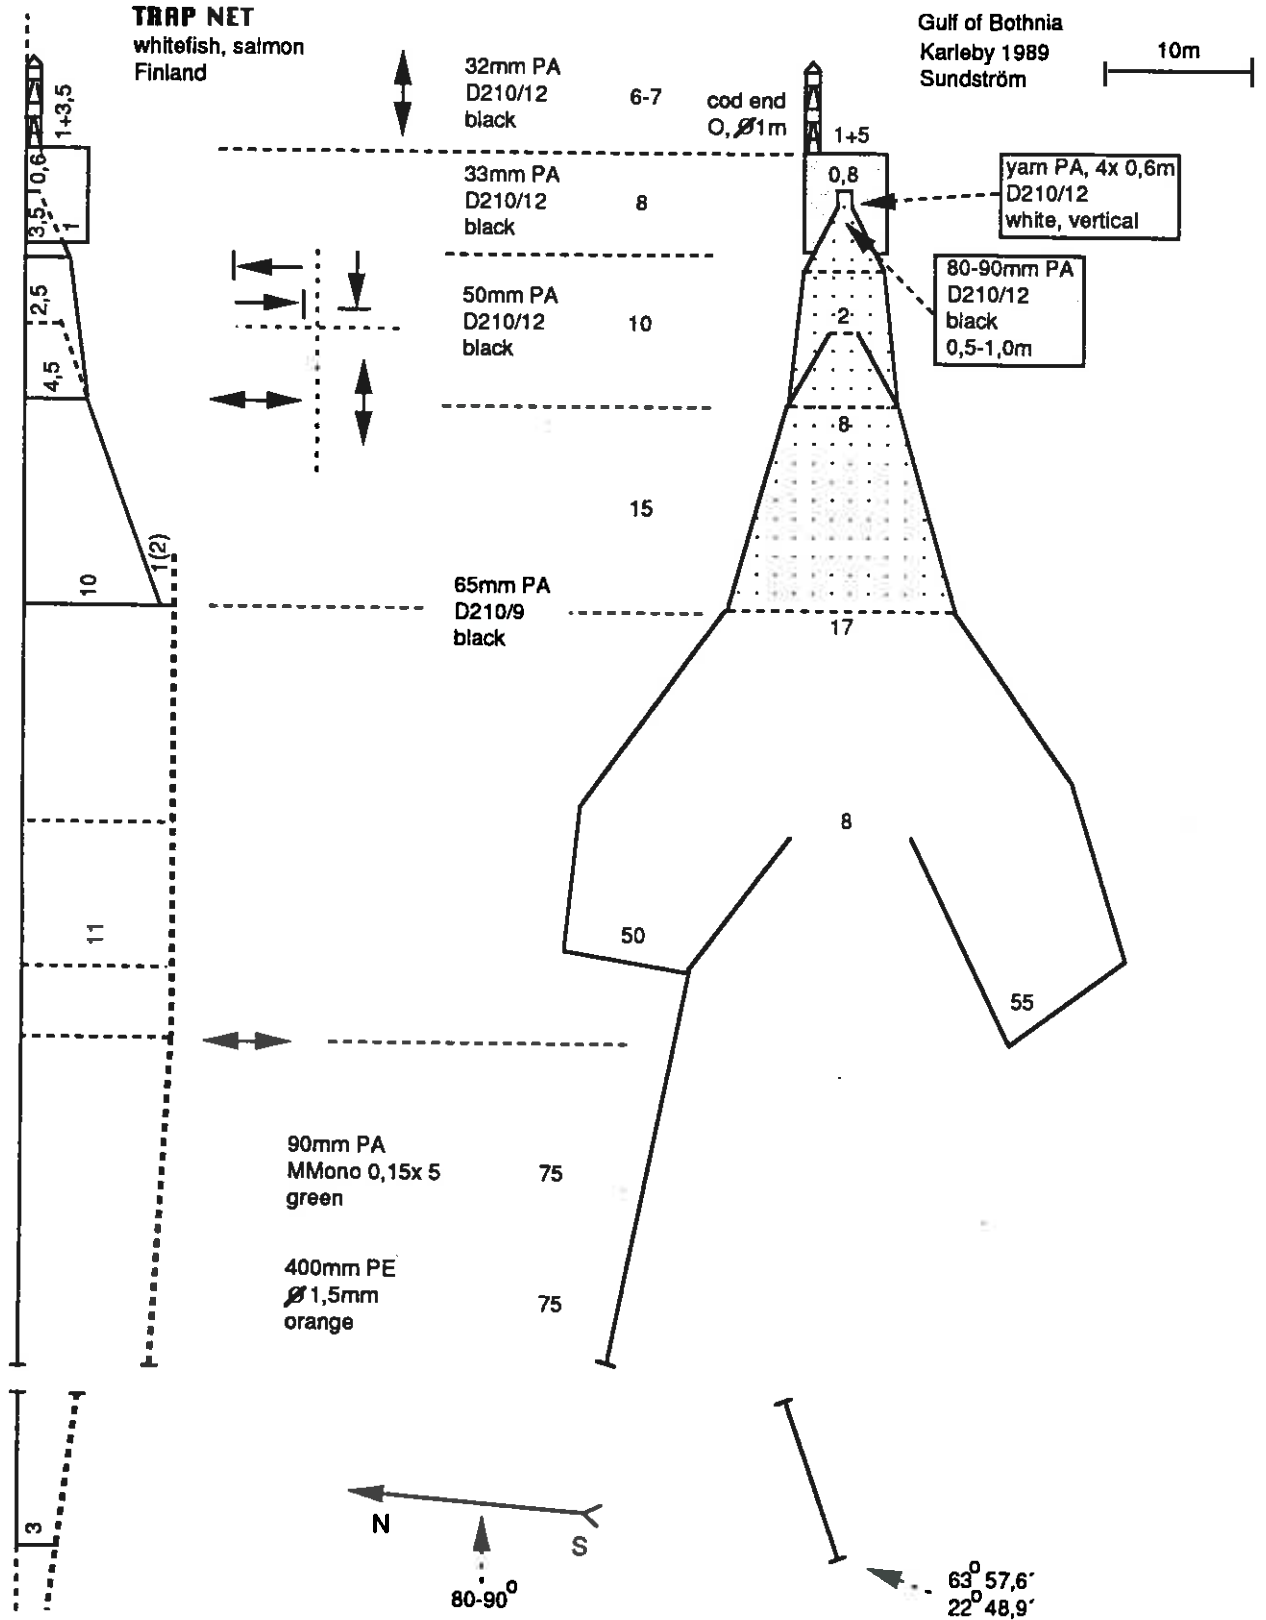 TRAP NET
whitefish, salmon
Finland
Gulf of Bothnia
Karleby 1989
Sundström
10m
1+3,5
32mm PA
D210/12
black
6-7
cod end
O, Ø1m
1+5
0,6
3,5
1
33mm PA
D210/12
black
8
0,8
yarn PA, 4x 0,6m
D210/12
white, vertical
2,5
4,5
50mm PA
D210/12
black
10
2
80-90mm PA
D210/12
black
0,5-1,0m
8
15
1(2)
10
65mm PA
D210/9
black
17
8
11
50
55
90mm PA
MMono 0,15x 5
green
75
400mm PE
Ø 1,5mm
orange
75
3
N
S
80-90°
63° 57,6´
22° 48,9´